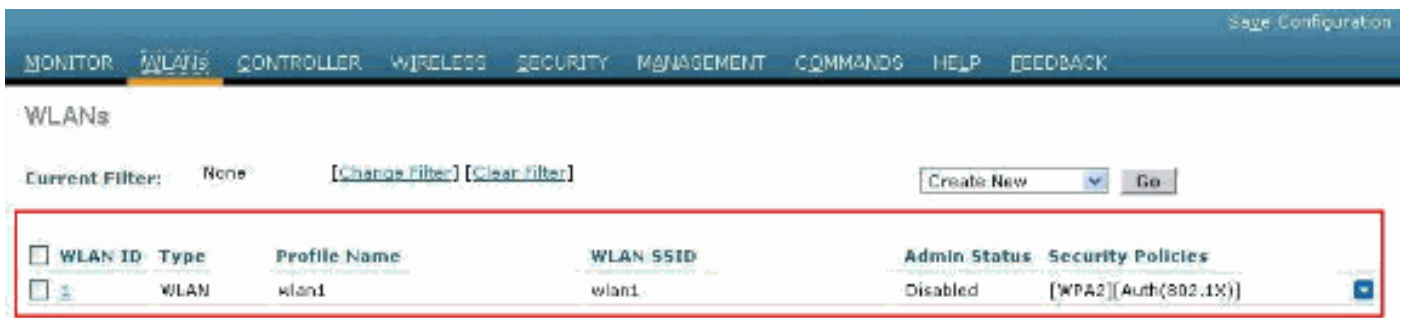 Save Configuration
MONITOR WLANs CONTROLLER WIRELESS SECURITY MANAGEMENT COMMANDS HELP FEEDBACK
WLANs
Current Filter: None [Change Filter] [Clear Filter] Create New Go
WLAN ID Type Profile Name WLAN SSID Admin Status Security Policies
1 WLAN wlan1 wlan1 Disabled [WPA2][Auth(802.1X)]